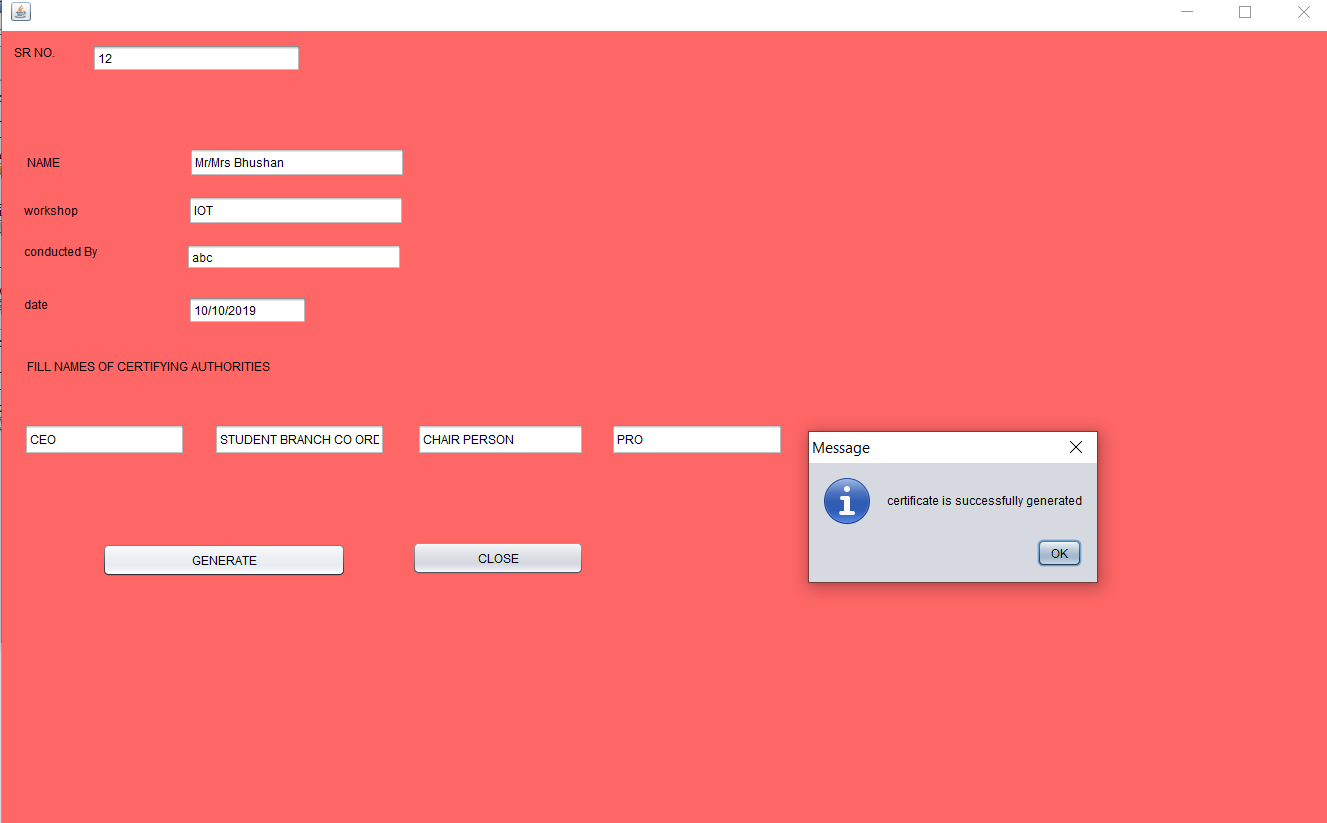 SR NO. 12
NAME Mr/Mrs Bhushan
workshop IOT
conducted By abc
date 10/10/2019
FILL NAMES OF CERTIFYING AUTHORITIES
CEO STUDENT BRANCH CO ORD CHAIR PERSON PRO
Message
certificate is successfully generated
OK
GENERATE CLOSE